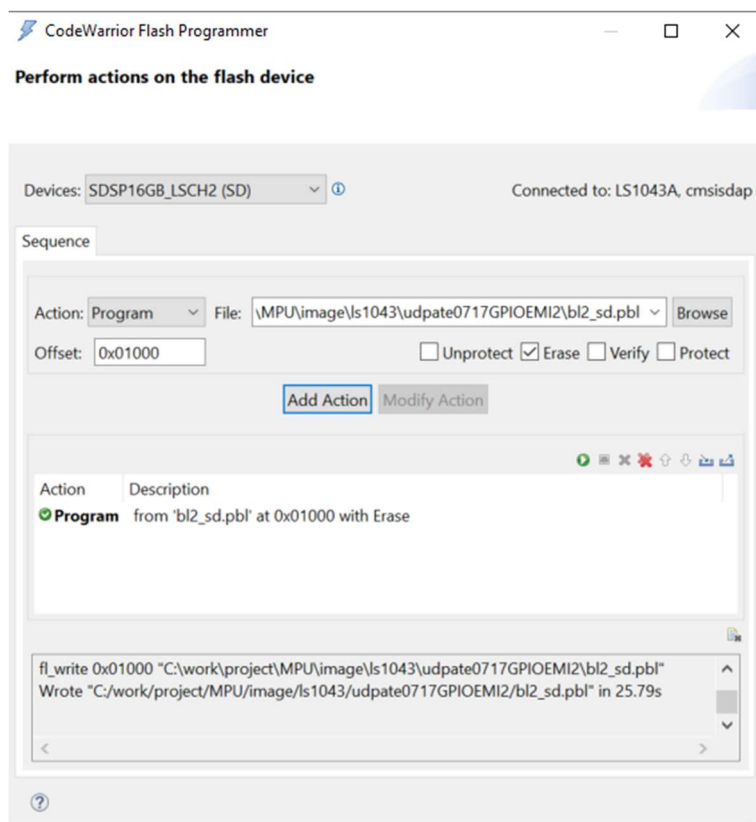 CodeWarrior Flash Programmer
Perform actions on the flash device
Devices: SDSP16GB_LSCH2 (SD) Connected to: LS1043A, cmsisdap
Sequence
Action: Program File: \MPU\image\ls1043\udpate0717GPIOEMI2\bl2_sd.pbl Browse
Offset: 0x01000 Unprotect Erase Verify Protect
Add Action Modify Action
Action Description
Program from 'bl2_sd.pbl' at 0x01000 with Erase
fl_write 0x01000 "C:\work\project\MPU\image\ls1043\udpate0717GPIOEMI2\bl2_sd.pbl"
Wrote "C:/work/project/MPU/image/ls1043/udpate0717GPIOEMI2/bl2_sd.pbl" in 25.79s